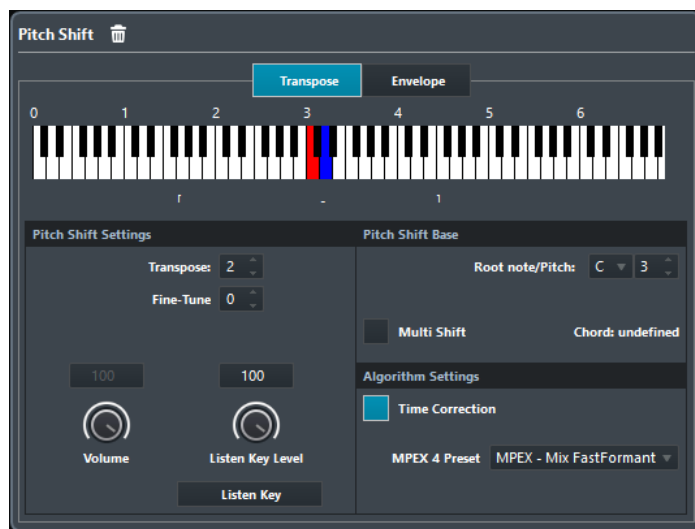 Pitch Shift
Transpose Envelope
0 1 2 3 4 5 6
Pitch Shift Settings
Transpose: 2
Fine-Tune 0
100 100
Volume Listen Key Level
Listen Key
Pitch Shift Base
Root note/Pitch: C 3
Multi Shift Chord: undefined
Algorithm Settings
Time Correction
MPEX 4 Preset MPEX - Mix FastFormant